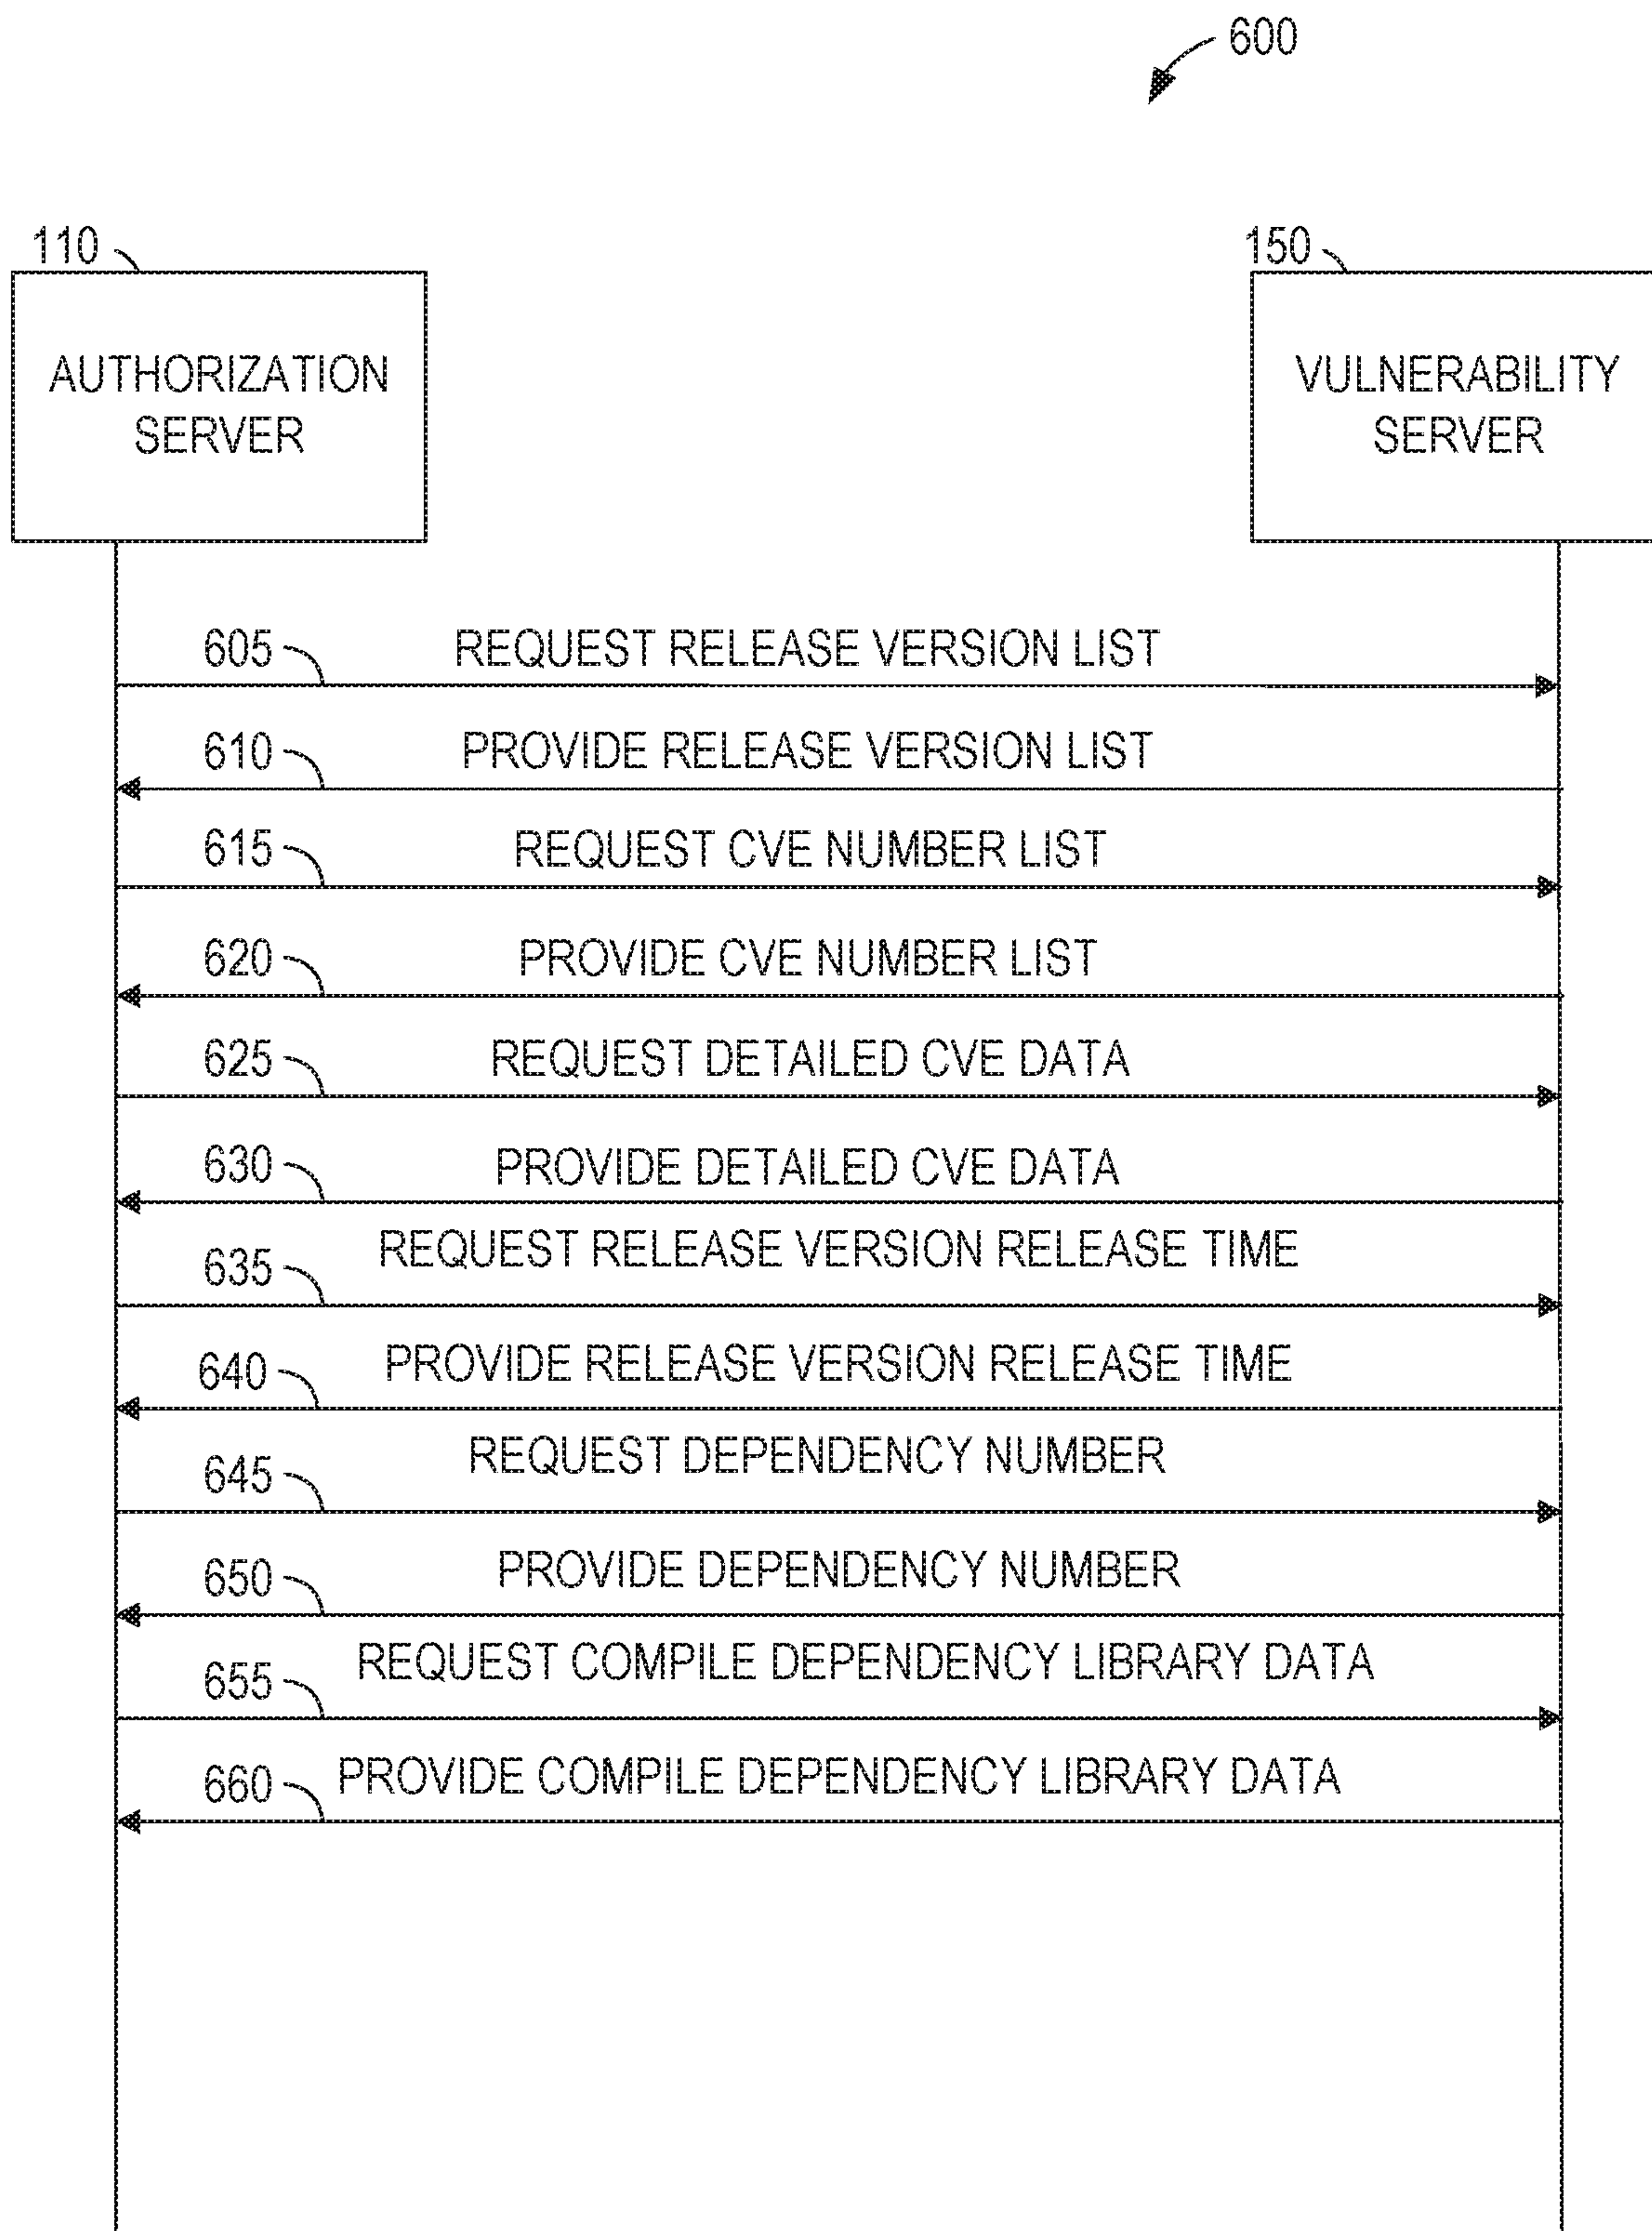 600
110
150
AUTHORIZATION
SERVER
VULNERABILITY
SERVER
605
REQUEST RELEASE VERSION LIST
610
PROVIDE RELEASE VERSION LIST
615
REQUEST CVE NUMBER LIST
620
PROVIDE CVE NUMBER LIST
625
REQUEST DETAILED CVE DATA
630
PROVIDE DETAILED CVE DATA
635
REQUEST RELEASE VERSION RELEASE TIME
640
PROVIDE RELEASE VERSION RELEASE TIME
645
REQUEST DEPENDENCY NUMBER
650
PROVIDE DEPENDENCY NUMBER
655
REQUEST COMPILE DEPENDENCY LIBRARY DATA
660
PROVIDE COMPILE DEPENDENCY LIBRARY DATA